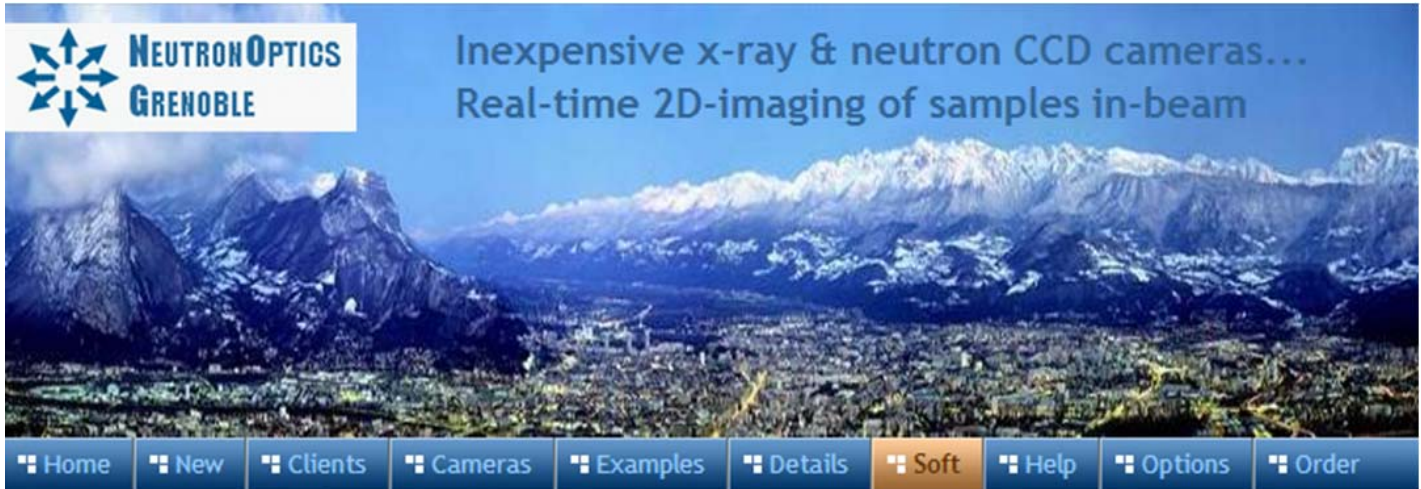 NEUTRONOPTICS
GRENOBLE
Inexpensive x-ray & neutron CCD cameras...
Real-time 2D-imaging of samples in-beam
Home New Clients Cameras Examples Details Soft Help Options Order